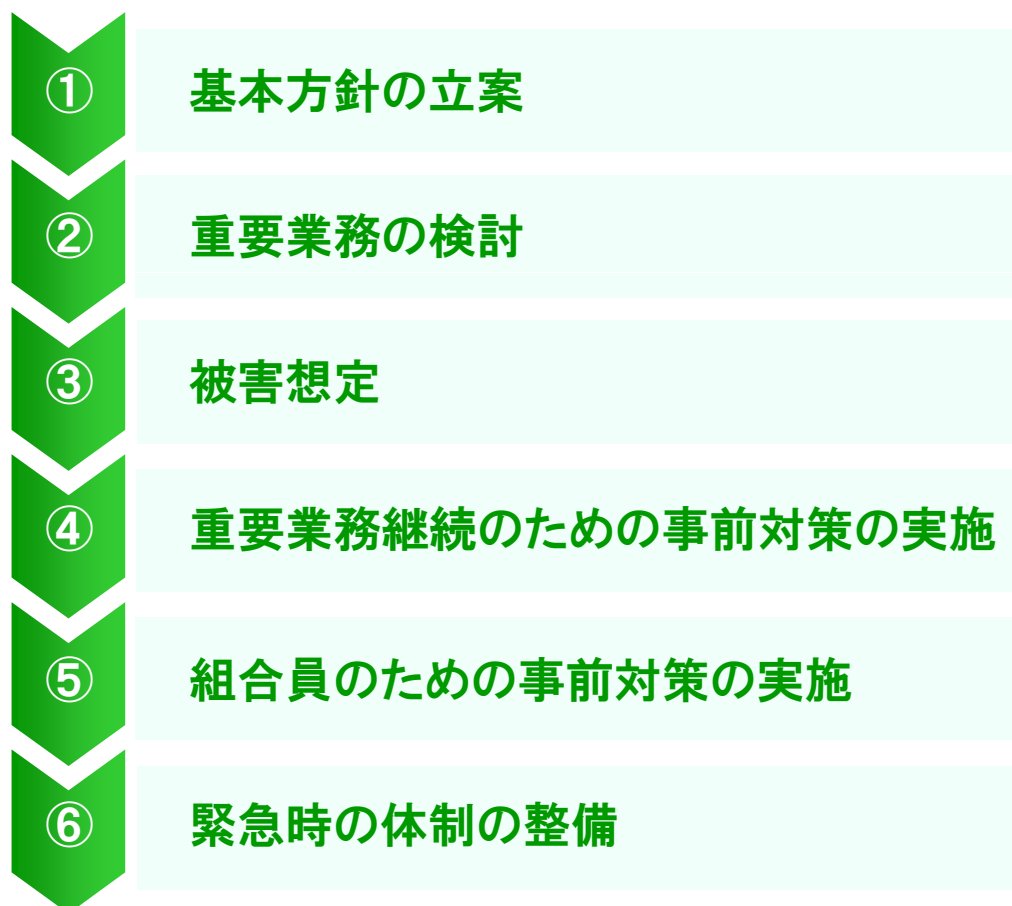 ① 基本方針の立案
② 重要業務の検討
③ 被害想定
④ 重要業務継続のための事前対策の実施
⑤ 組合員のための事前対策の実施
⑥ 緊急時の体制の整備